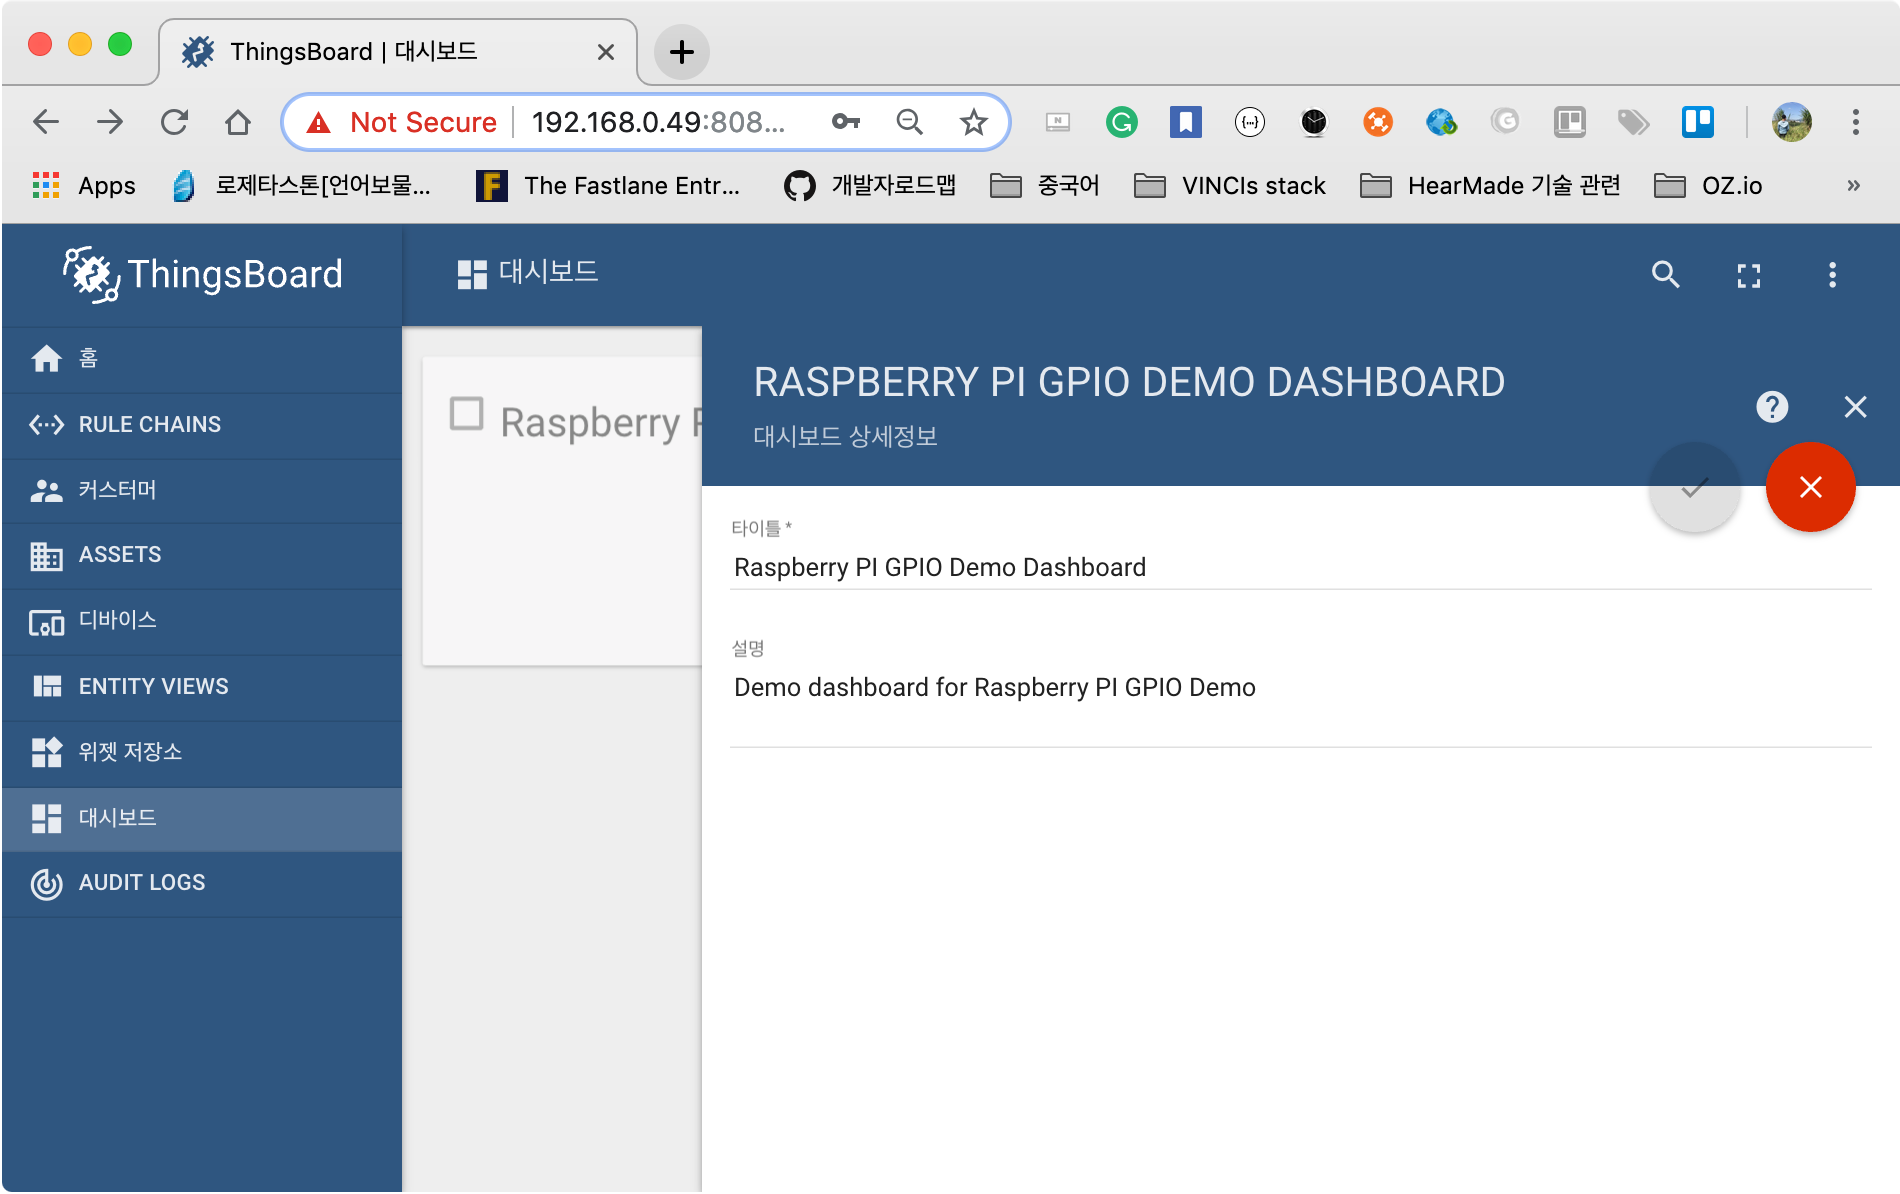 ThingsBoard | 대시보드
Not Secure
192.168.0.49:808...
Apps
로제타스톤[언어보물...
The Fastlane Entr...
개발자로드맵
중국어
VINCIs stack
HearMade 기술 관련
OZ.io
»
ThingsBoard
대시보드
홈
RULE CHAINS
커스터머
ASSETS
디바이스
ENTITY VIEWS
위젯 저장소
대시보드
AUDIT LOGS
Raspberry P
RASPBERRY PI GPIO DEMO DASHBOARD
대시보드 상세정보
타이틀 *
Raspberry PI GPIO Demo Dashboard
설명
Demo dashboard for Raspberry PI GPIO Demo